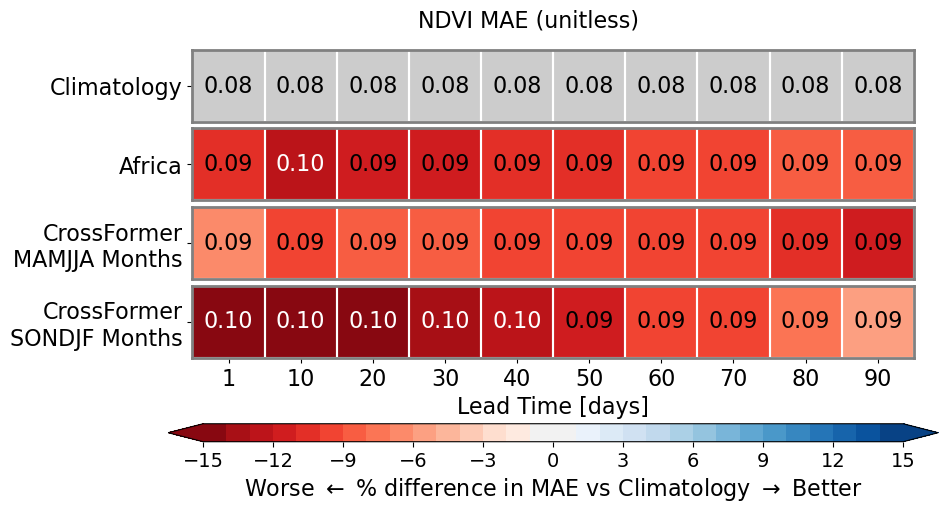 NDVI MAE (unitless)
Climatology 0.08 0.08 0.08 0.08 0.08 0.08 0.08 0.08 0.08 0.08
Africa 0.09 0.10 0.09 0.09 0.09 0.09 0.09 0.09 0.09 0.09
CrossFormer
MAMJJA Months 0.09 0.09 0.09 0.09 0.09 0.09 0.09 0.09 0.09 0.09
CrossFormer
SONDJF Months 0.10 0.10 0.10 0.10 0.10 0.09 0.09 0.09 0.09 0.09
1 10 20 30 40 50 60 70 80 90
Lead Time [days]
−15 −12 −9 −6 −3 0 3 6 9 12 15
Worse ← % difference in MAE vs Climatology → Better